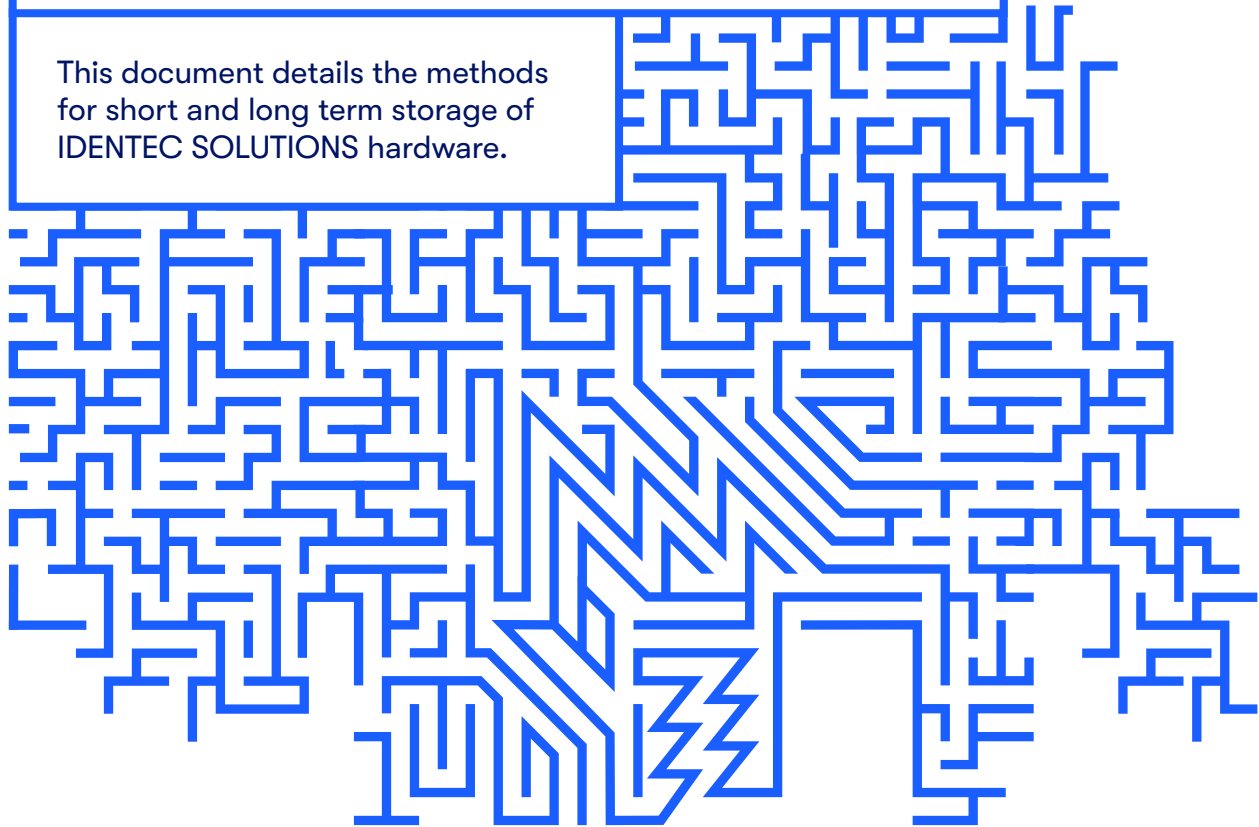 This document details the methods
for short and long term storage of
IDENTEC SOLUTIONS hardware.